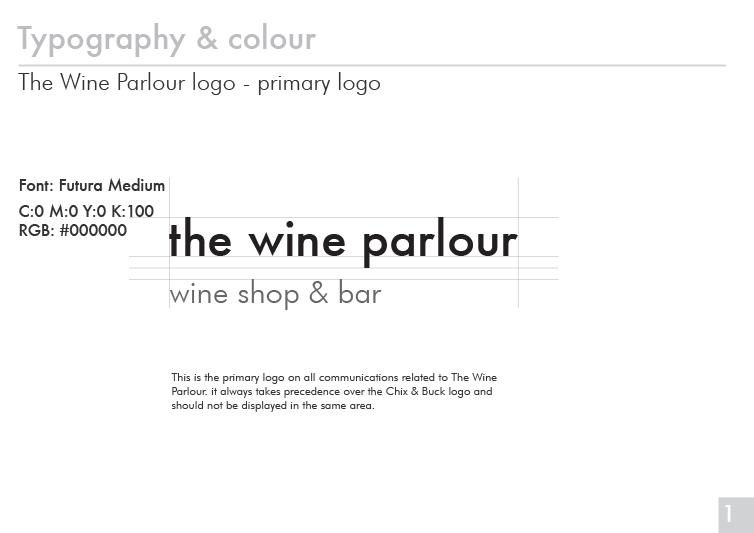 Typography & colour
The Wine Parlour logo - primary logo
Font: Futura Medium
C:0 M:0 Y:0 K:100
RGB: #000000
the wine parlour
wine shop & bar
This is the primary logo on all communications related to The Wine
Parlour. it always takes precedence over the Chix & Buck logo and
should not be displayed in the same area.
1